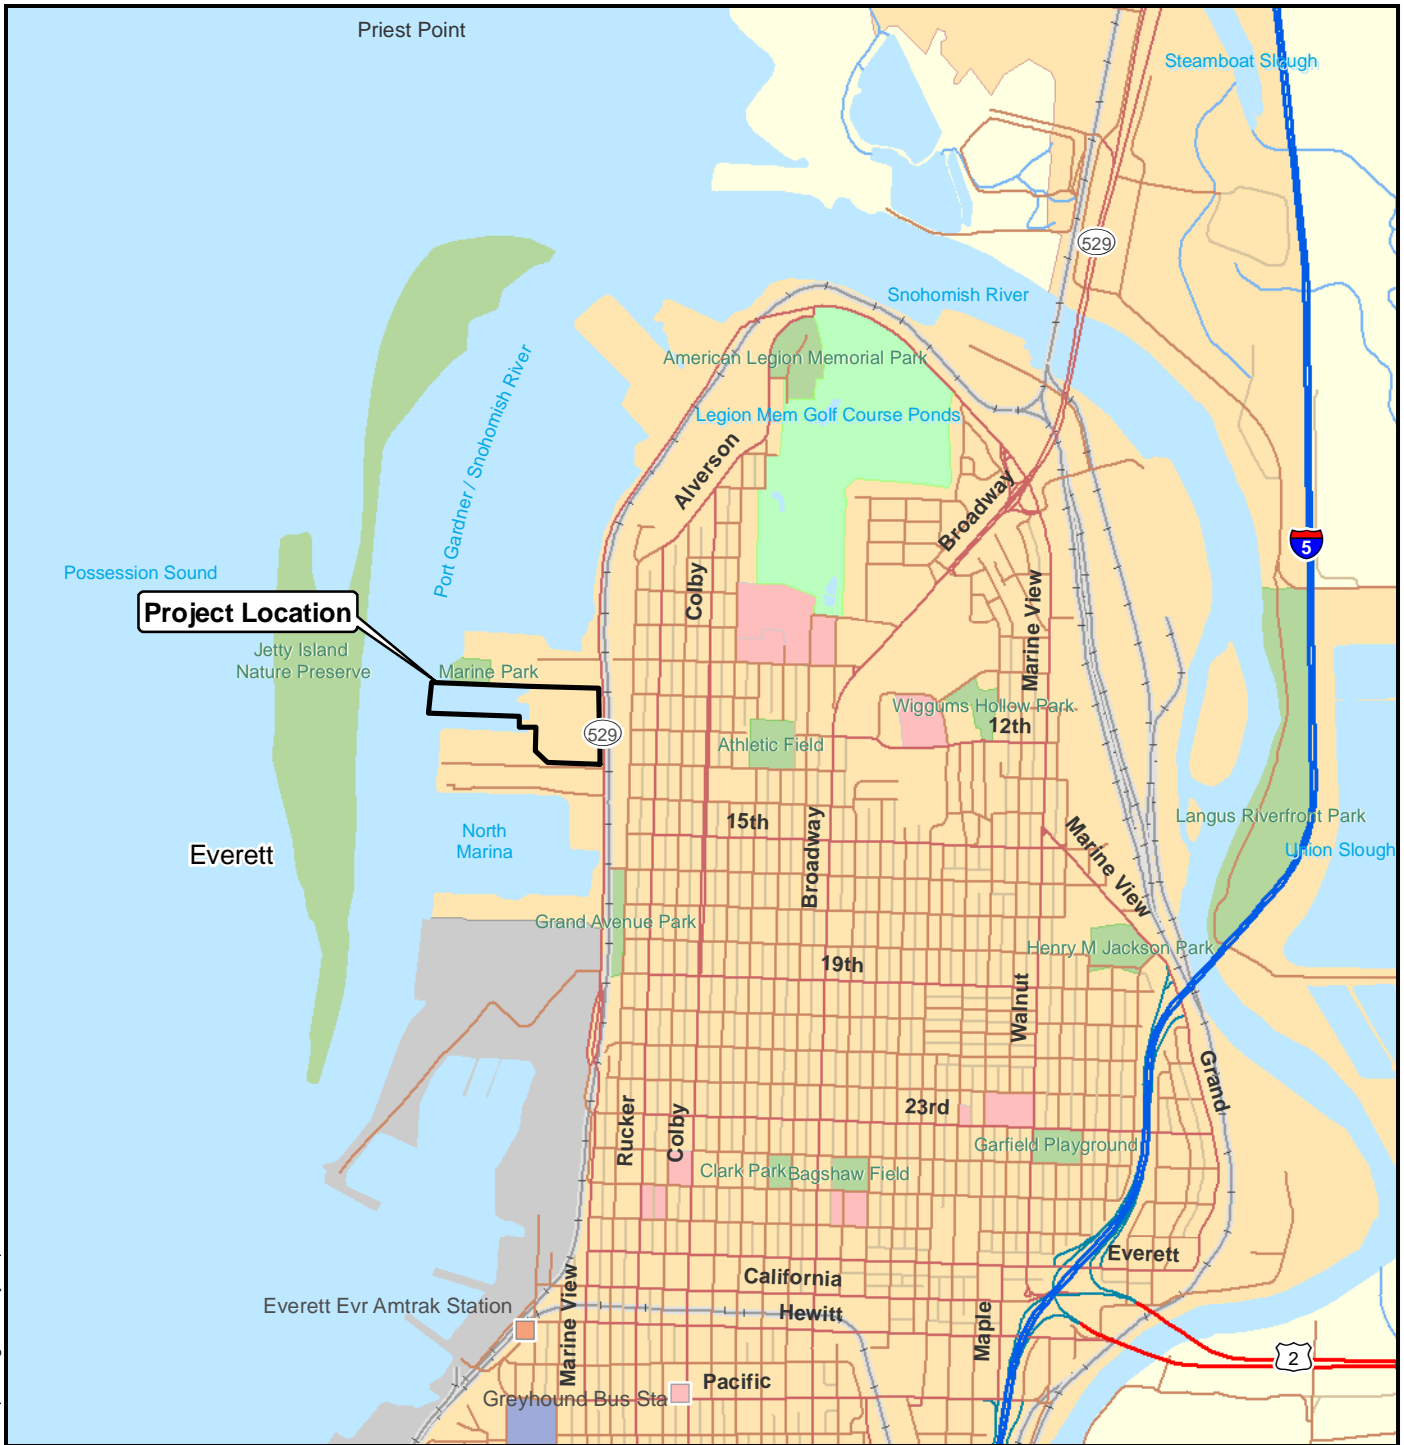 Priest Point
Steamboat Slough
529
Snohomish River
American Legion Memorial Park
Legion Mem Golf Course Ponds
Port Gardner / Snohomish River
Alverson
Broadway
5
Possession Sound
Colby
Marine View
Project Location
Jetty Island
Nature Preserve
Marine Park
Wiggums Hollow Park
12th
529
Athletic Field
15th
Broadway
Marine View
Langus Riverfront Park
Union Slough
North
Marina
Everett
Grand Avenue Park
Henry M Jackson Park
19th
Walnut
Grand
23rd
Rucker
Colby
Garfield Playground
Clark Park
Bagshaw Field
Everett
California
Everett Evr Amtrak Station
Hewitt
Marine View
Maple
2
Pacific
Greyhound Bus Sta